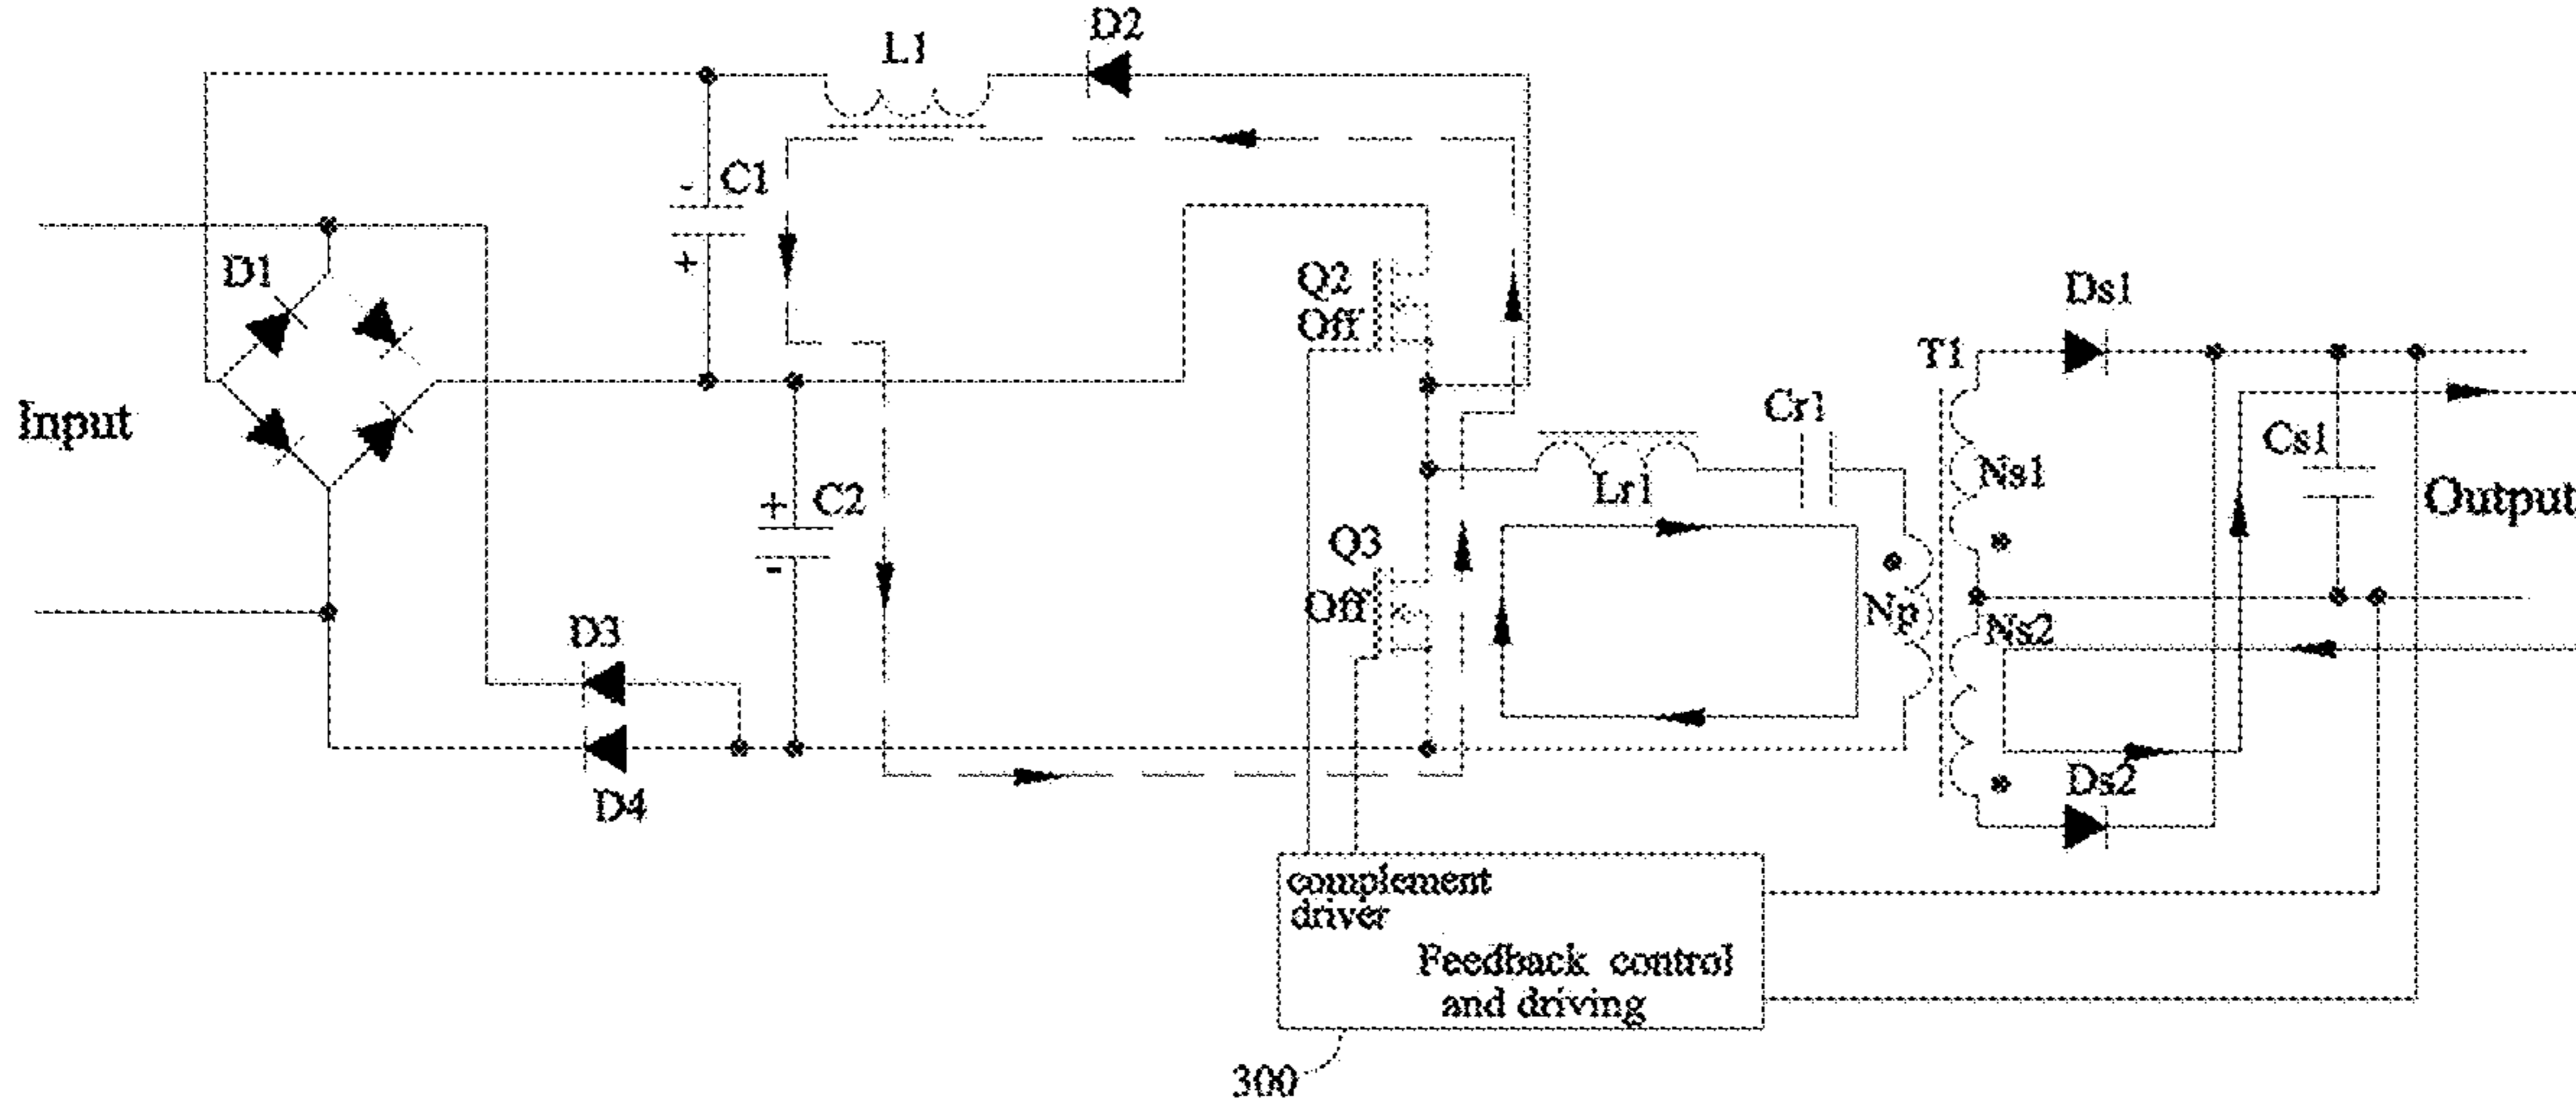 D2
L1
-
C1
+
D1
Q2
Off
Ds1
T1
Input
Cr1
Cs1
Ns1
Lr1
Output
+
C2
-
Q3
Off
Np
Ns2
D3
D4
Ds2
complement
driver
Feedback control
and driving
300